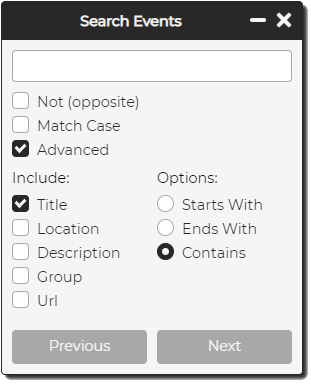 Search Events
Not (opposite)
Match Case
Advanced
Include:
Title
Location
Description
Group
Url
Options:
Starts With
Ends With
Contains
Previous
Next